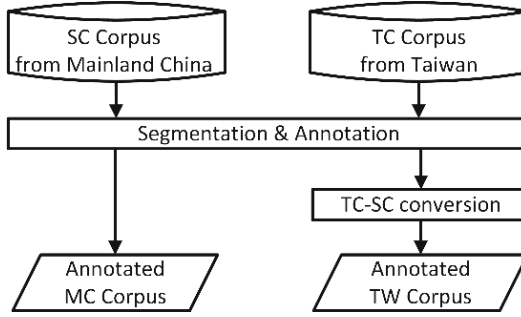 SC Corpus
from Mainland China
TC Corpus
from Taiwan
Segmentation & Annotation
TC-SC conversion
Annotated
MC Corpus
Annotated
TW Corpus